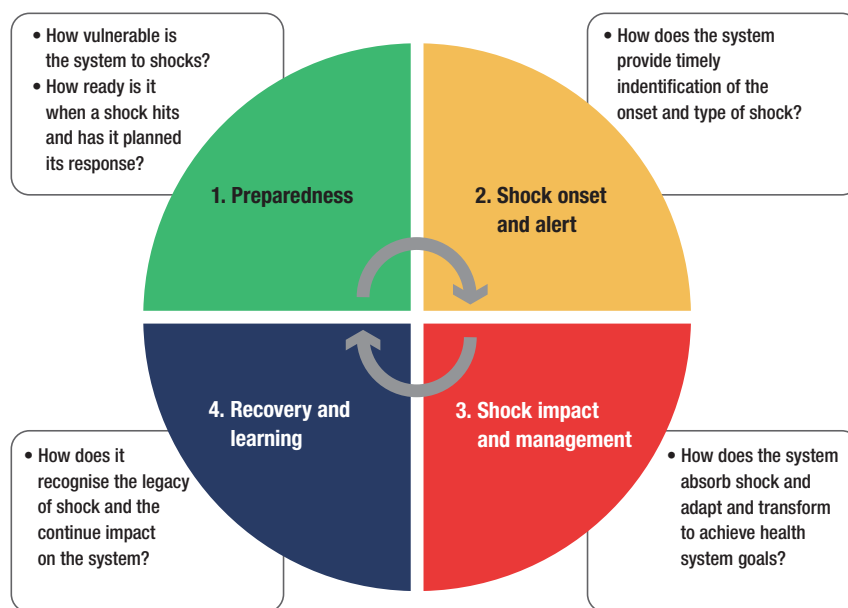 • How vulnerable is
the system to shocks?
• How ready is it
when a shock hits
and has it planned
its response?
• How does the system
provide timely
indentification of the
onset and type of shock?
1. Preparedness
2. Shock onset
and alert
4. Recovery and
learning
3. Shock impact
and management
• How does it
recognise the legacy
of shock and the
continue impact
on the system?
• How does the system
absorb shock and
adapt and transform
to achieve health
system goals?